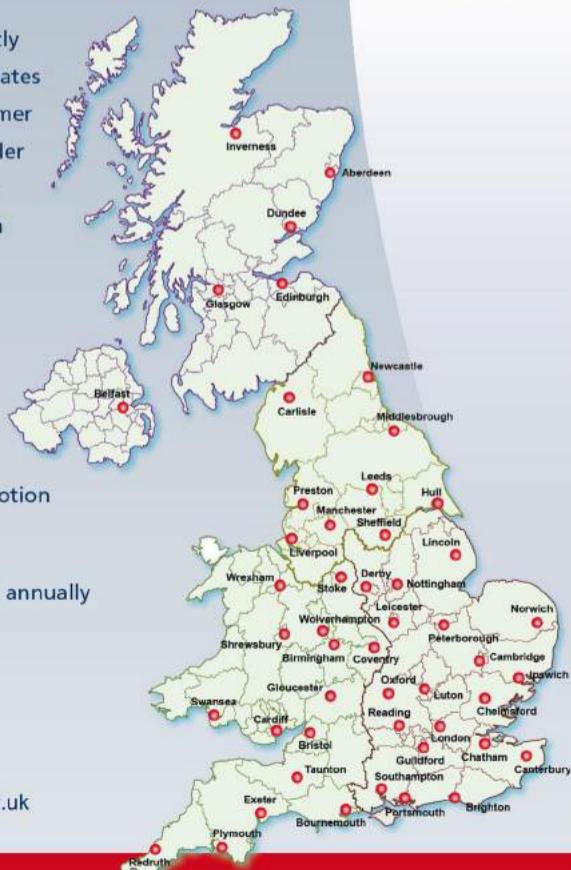 tly
ates
mer
der
n
Inverness
Aberdeen
Dundee
Glasgow
Edinburgh
Newcastle
Belfast
Carlisle
Middlesbrough
otion
Leeds
Preston
Hull
Manchester
Sheffield
Liverpool
Lincoln
annually
Wrexham
Stoke
Derby
Nottingham
Leicester
Norwich
Wolverhampton
Peterborough
Shrewsbury
Birmingham
Coventry
Cambridge
Ipswich
Oxford
Gloucester
Luton
Chelmsford
Swansea
Reading
Cardiff
London
Bristol
Guildford
Chatham
Canterbury
Taunton
Southampton
.uk
Exeter
Portsmouth
Brighton
Bournemouth
Plymouth
Redruth